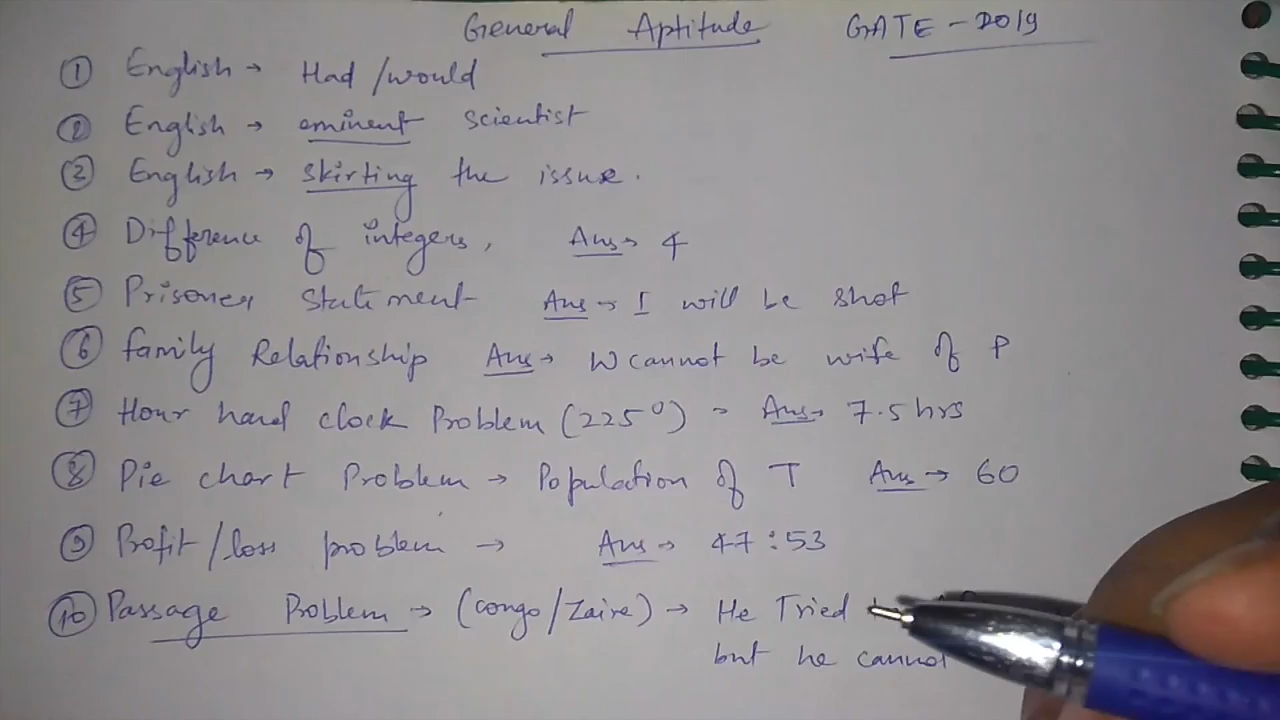 General Aptitude GATE-2019
① English → Had/would
② English → eminent scientist
③ English → skirting the issue.
④ Difference of integers, Ans → 4
⑤ Prisoner Statement Ans → I will be shot
⑥ family Relationship Ans → W cannot be wife of P
⑦ Hour hand clock Problem (225°) - Ans → 7.5 hrs
⑧ Pie chart Problem → Population of T Ans → 60
⑨ Profit/loss problem → Ans → 47:53
⑩ Passage Problem → (Congo/Zaire) → He Tried
but he cannot